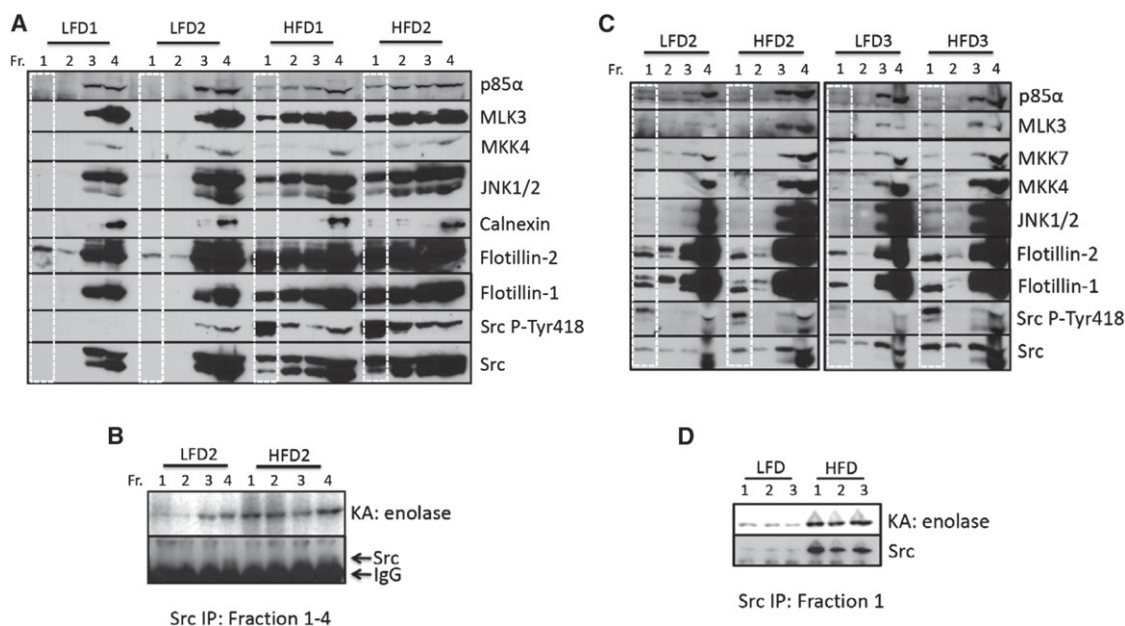 A
LFD1 LFD2 HFD1 HFD2
Fr. 1 2 3 4 1 2 3 4 1 2 3 4 1 2 3 4
p85α
MLK3
MKK4
JNK1/2
Calnexin
Flotillin-2
Flotillin-1
Src P-Tyr418
Src
B
LFD2 HFD2
Fr. 1 2 3 4 1 2 3 4
KA: enolase
←Src
←IgG
Src IP: Fraction 1-4
C
LFD2 HFD2 LFD3 HFD3
Fr. 1 2 3 4 1 2 3 4 1 2 3 4 1 2 3 4
p85α
MLK3
MKK7
MKK4
JNK1/2
Flotillin-2
Flotillin-1
Src P-Tyr418
Src
D
LFD HFD
1 2 3 1 2 3
KA: enolase
Src
Src IP: Fraction 1